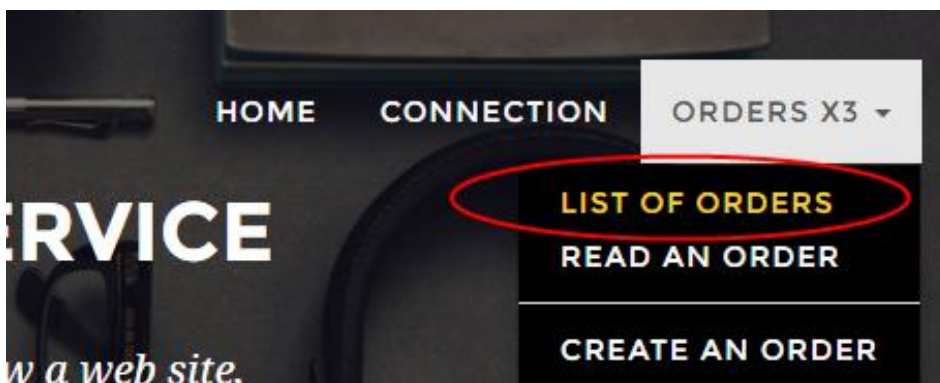 HOME CONNECTION ORDERS X3
LIST OF ORDERS
ERVICE
READ AN ORDER
CREATE AN ORDER
w a web site,